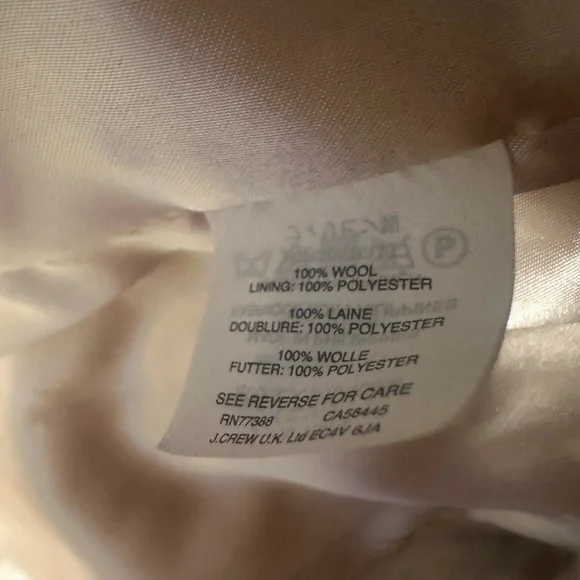 100% WOOL
LINING: 100% POLYESTER
100% LAINE
DOUBLURE: 100% POLYESTER
100% WOLLE
FUTTER: 100% POLYESTER
SEE REVERSE FOR CARE
RN77388 CA56445
J.CREW U.K. Ltd EC4V 6JA